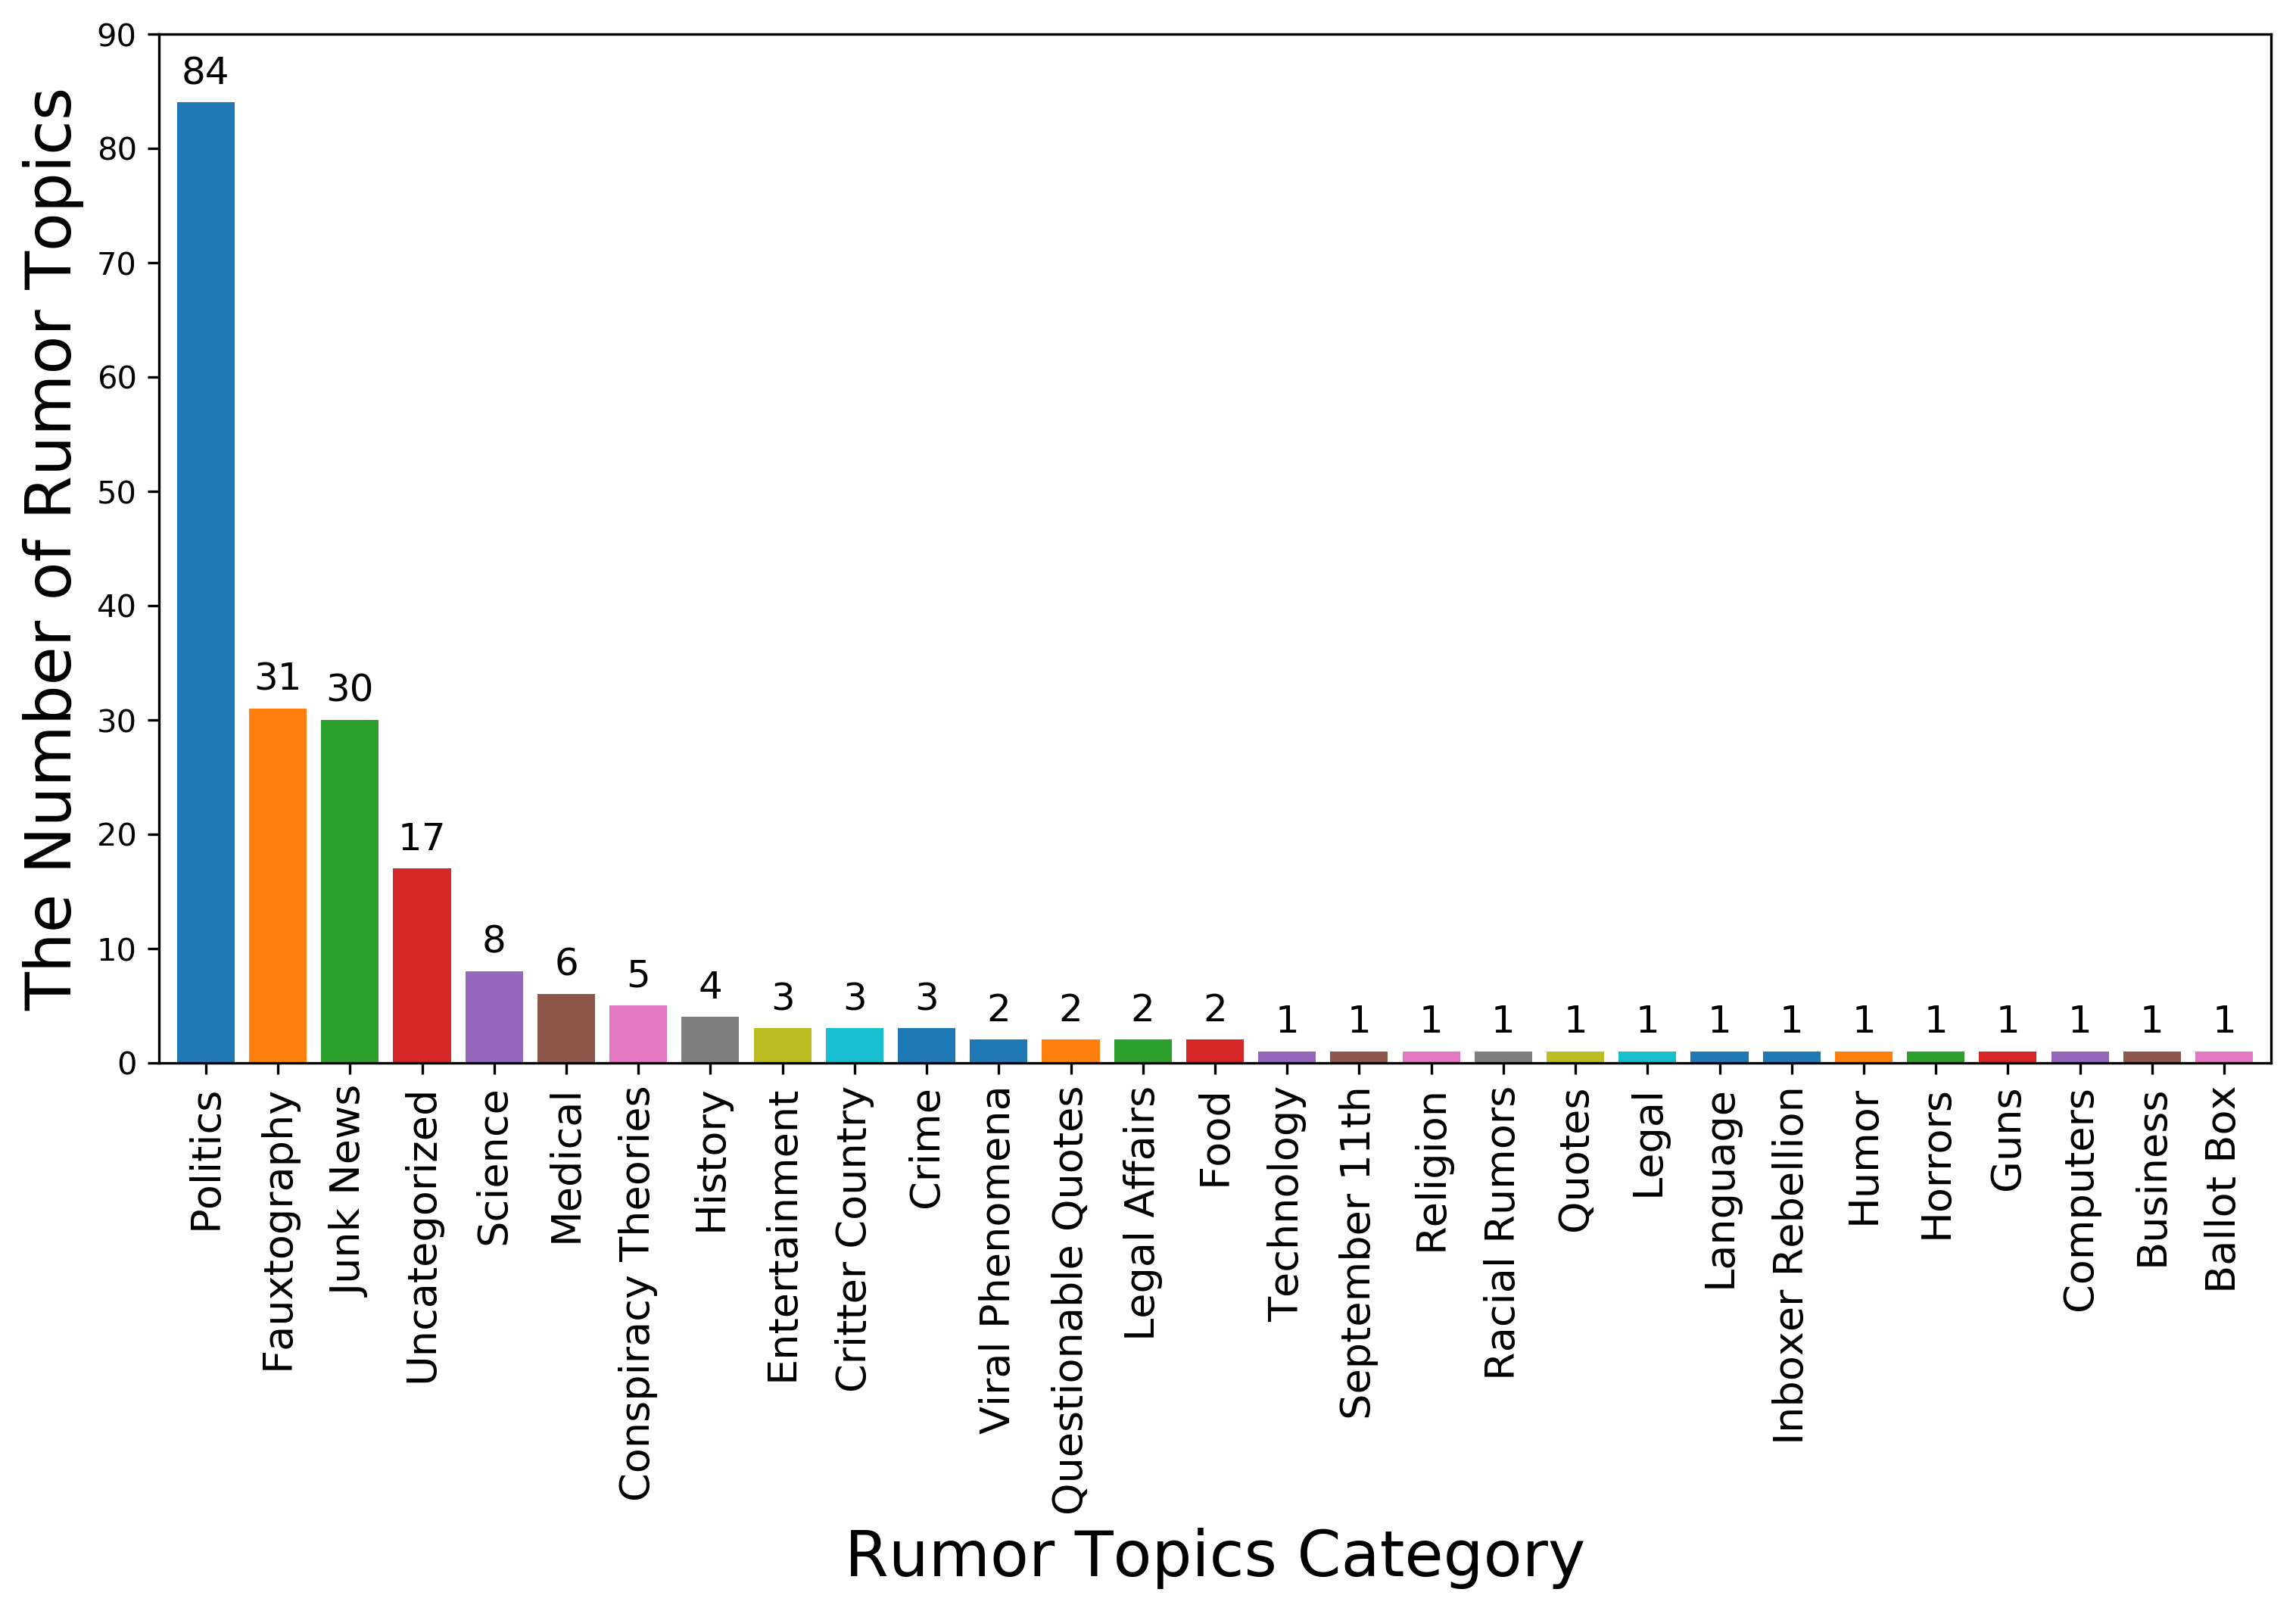 The Number of Rumor Topics
90
80
70
60
50
40
30
20
10
0
84
31
30
17
8
6
5
4
3
3
3
2
2
2
2
1
1
1
1
1
1
1
1
1
1
1
1
1
1
Politics
Fauxtography
Junk News
Uncategorized
Science
Medical
Conspiracy Theories
History
Entertainment
Critter Country
Crime
Viral Phenomena
Questionable Quotes
Legal Affairs
Food
Technology
September 11th
Religion
Racial Rumors
Quotes
Legal
Language
Inboxer Rebellion
Humor
Horrors
Guns
Computers
Business
Ballot Box
Rumor Topics Category